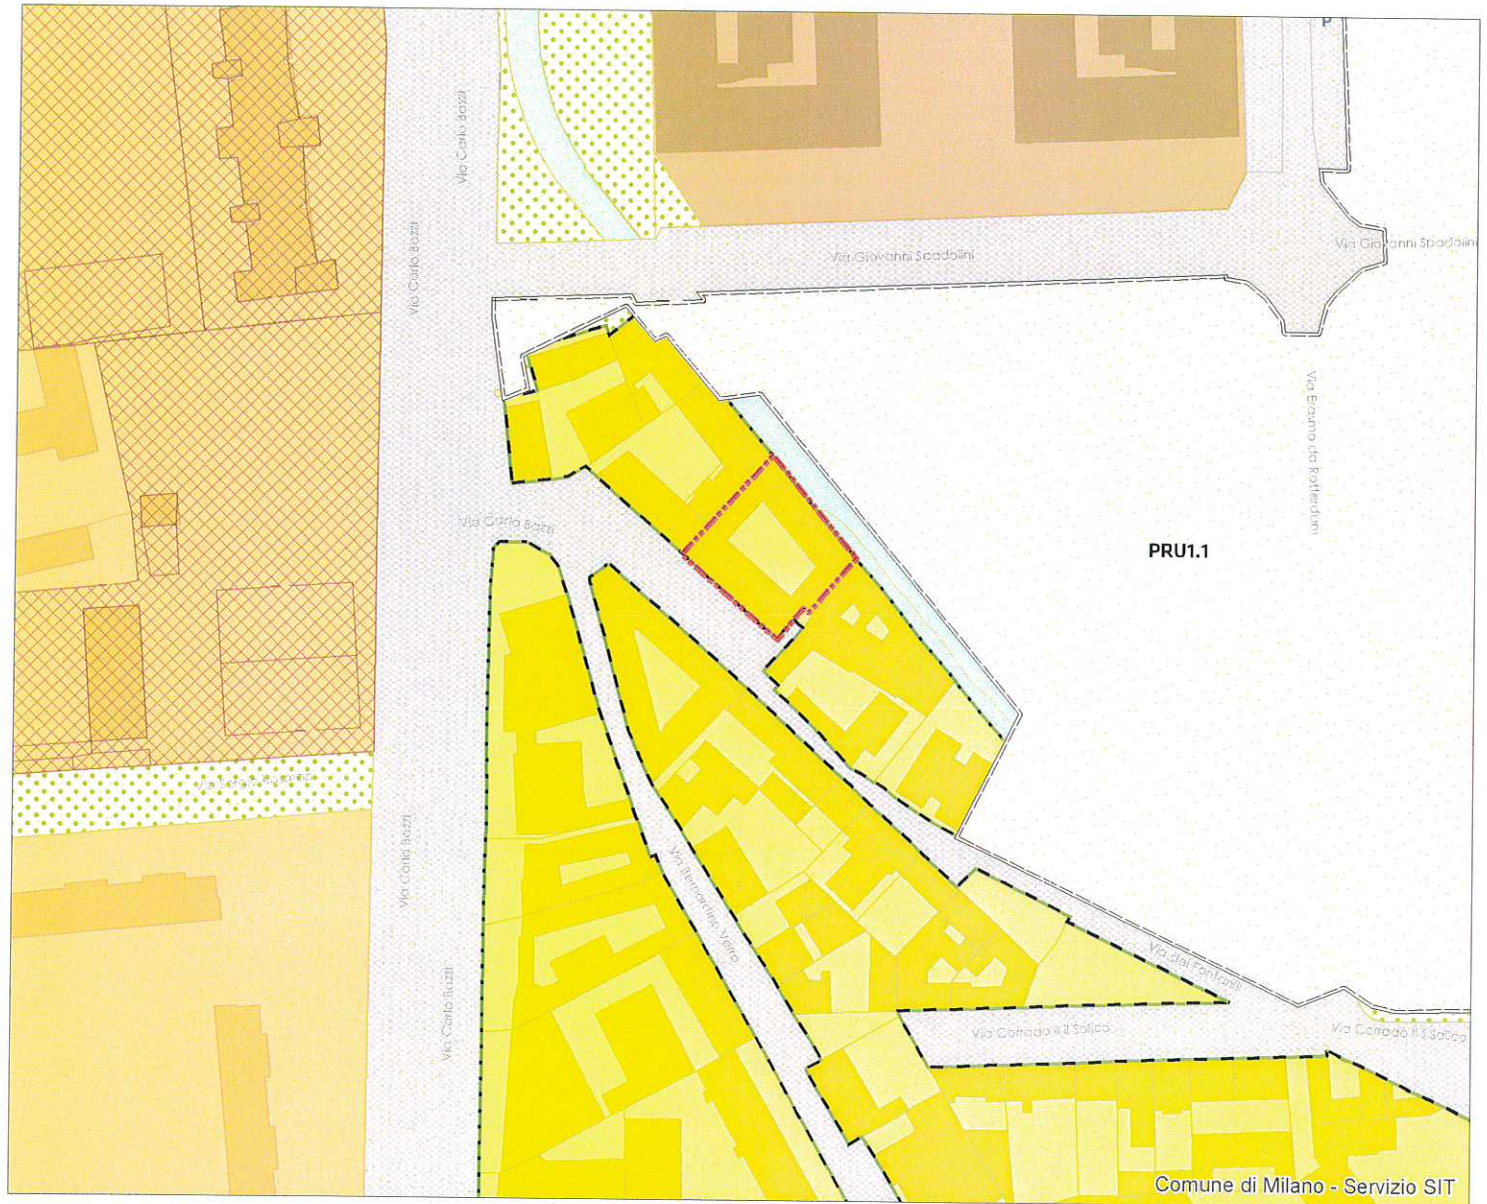 Via Carlo Bazzi
Via Carlo Bazzi
Via Giovanni Spadolini
Via Giovanni Spadolini
Via Erasmo da Rotterdam
Via Carlo Bazzi
PRU1.1
Via Carlo Bazzi
Via Bernardino Verro
Via dei Fontanili
Via Carlo Bazzi
Via Corrado II il Salico
Via Corrado II il Salico
Comune di Milano - Servizio SIT